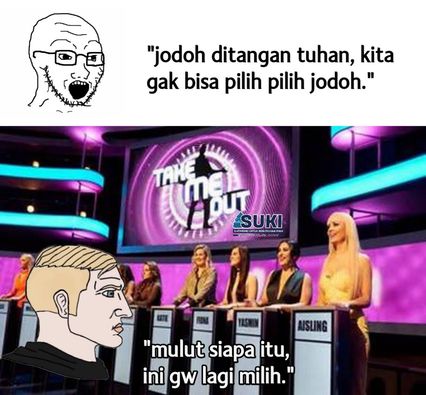 "jodoh ditangan tuhan, kita
gak bisa pilih pilih jodoh."
TAKE
ME
OUT
SUKI
KATIE
FIONA
YASMIN
AISLING
"mulut siapa itu,
ini gw lagi milih."